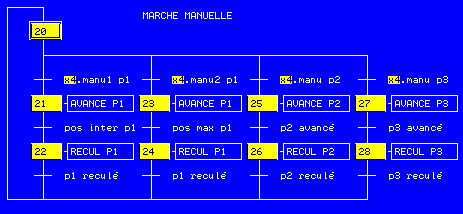 MARCHE MANUELLE
20
x4.manu1 p1 x4.manu2 p1 x4.manu p2 x4.manu p3
21 AVANCE P1 23 AVANCE P1 25 AVANCE P2 27 AVANCE P3
pos inter p1 pos max p1 p2 avancé p3 avancé
22 RECUL P1 24 RECUL P1 26 RECUL P2 28 RECUL P3
p1 reculé p1 reculé p2 reculé p3 reculé